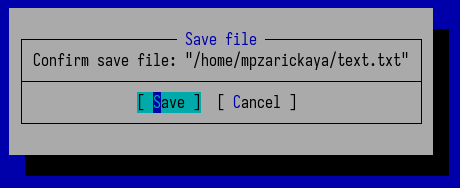 Save file
Confirm save file: "/home/mpzarickaya/text.txt"
[ Save ] [ Cancel ]